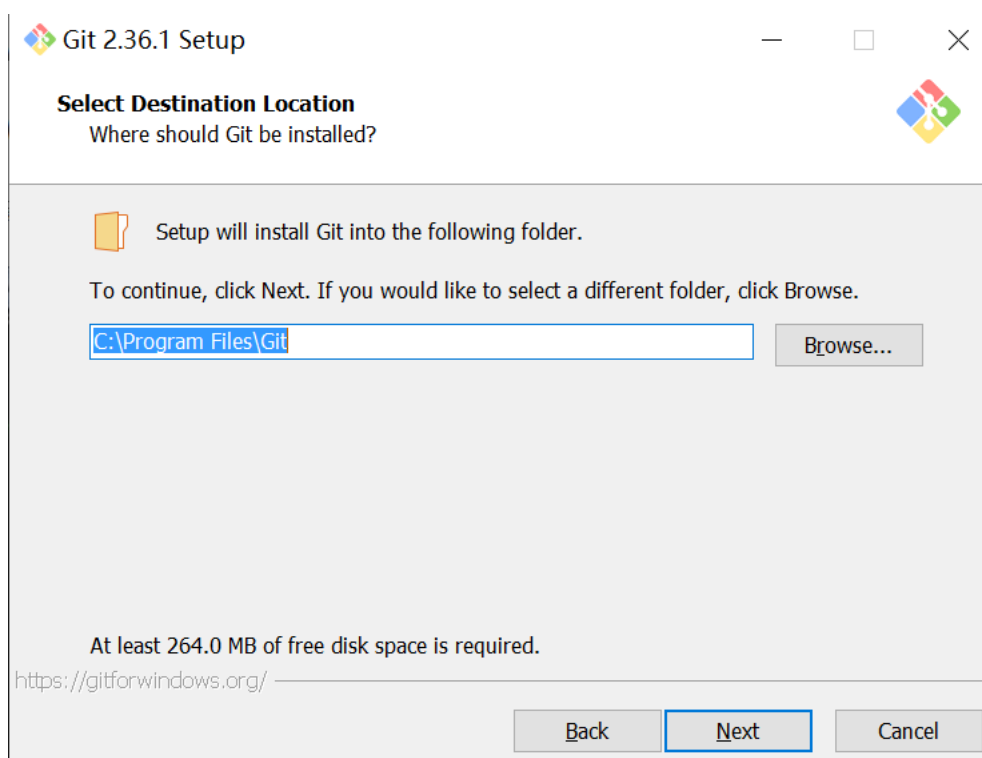 Git 2.36.1 Setup
Select Destination Location
Where should Git be installed?
Setup will install Git into the following folder.
To continue, click Next. If you would like to select a different folder, click Browse.
C:\Program Files\Git
Browse...
At least 264.0 MB of free disk space is required.
https://gitforwindows.org/
Back Next Cancel